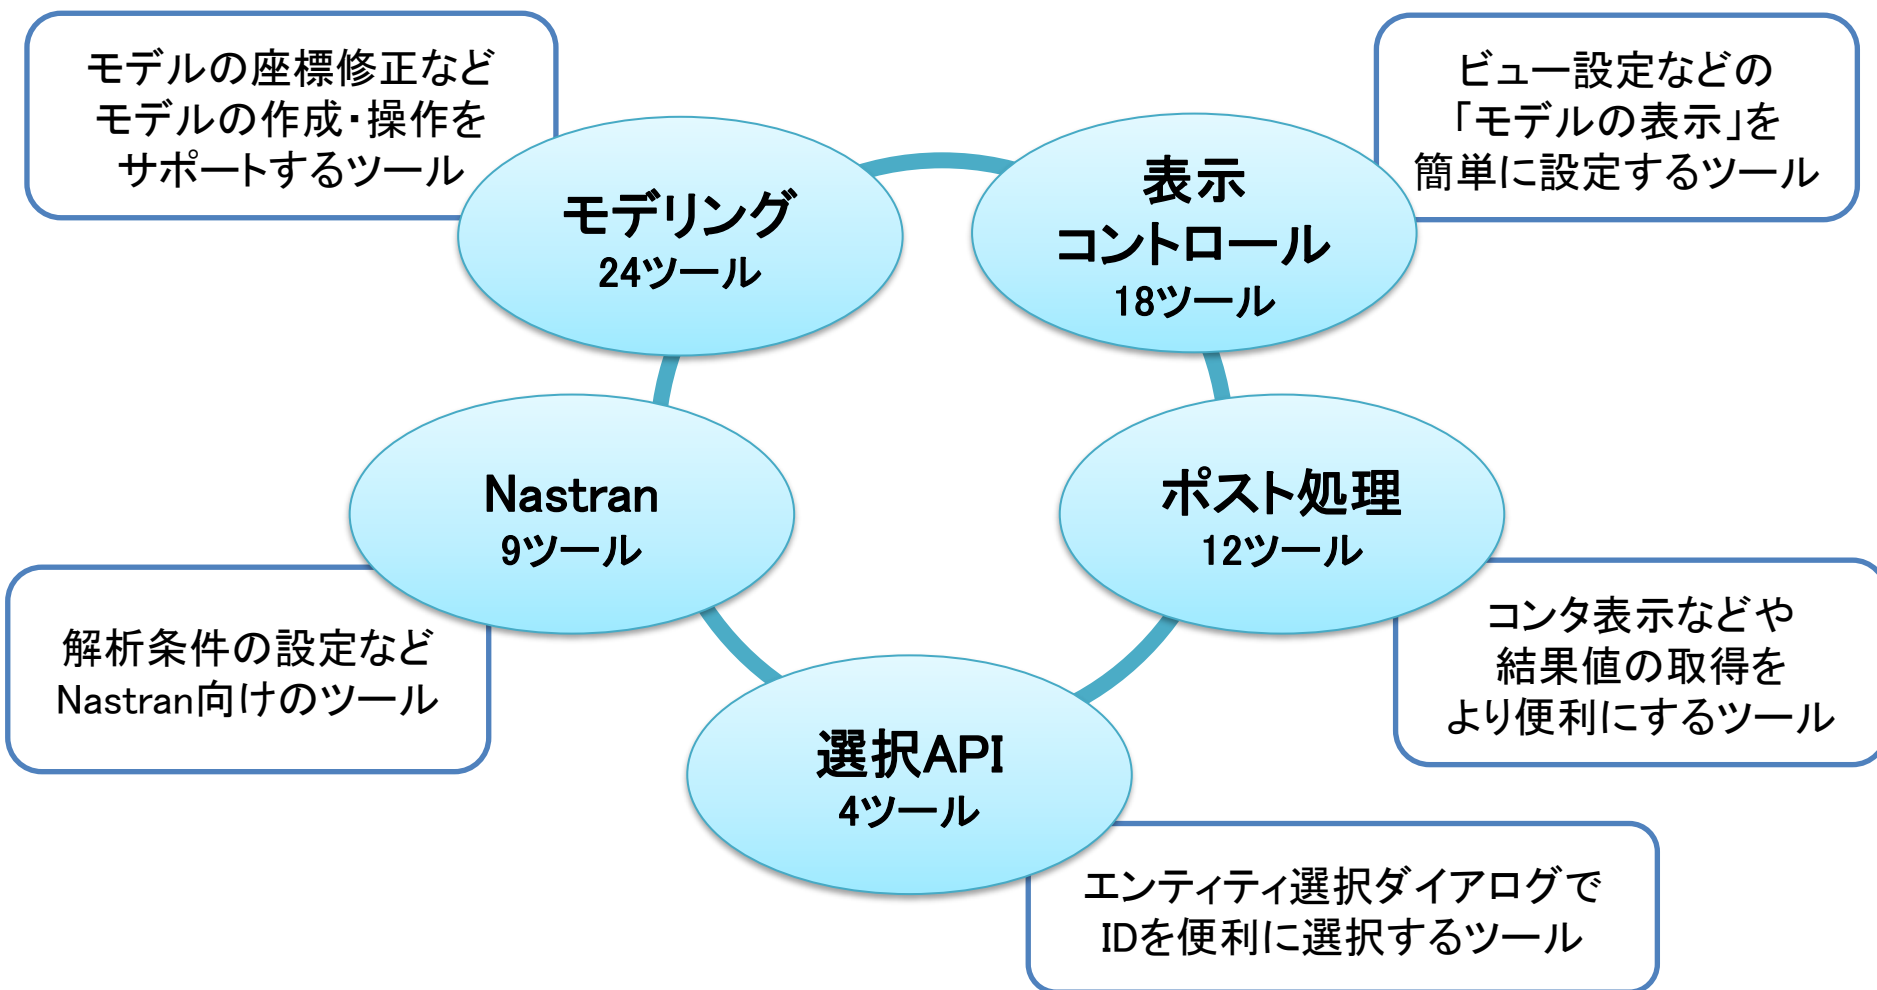 モデルの座標修正など
モデルの作成・操作を
サポートするツール
モデリング
24ツール
表示
コントロール
18ツール
ビュー設定などの
「モデルの表示」を
簡単に設定するツール
Nastran
9ツール
解析条件の設定など
Nastran向けのツール
ポスト処理
12ツール
コンタ表示などや
結果値の取得を
より便利にするツール
選択API
4ツール
エンティティ選択ダイアログで
IDを便利に選択するツール